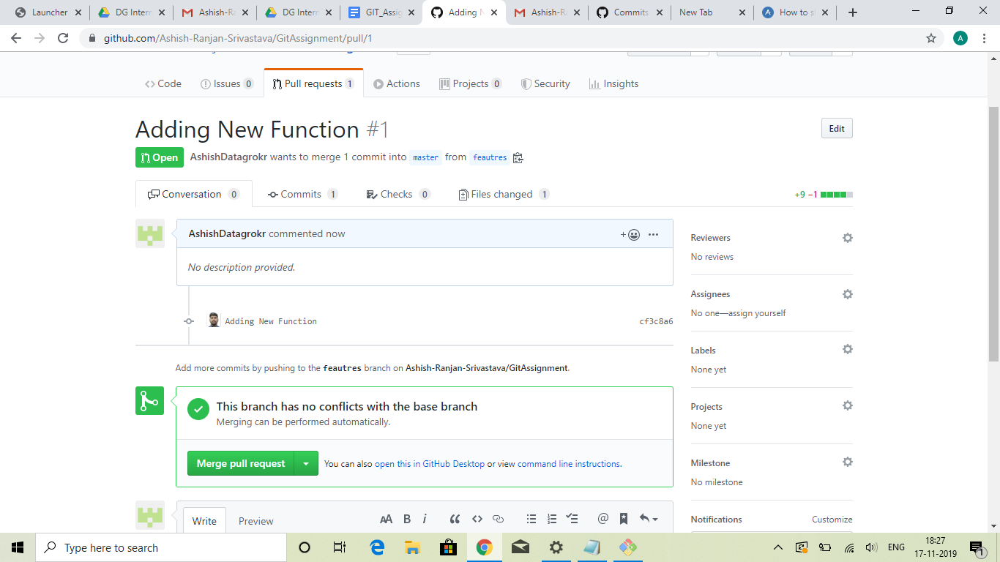 Launcher
DG Intern
Ashish-Ra
DG Intern
GIT_Assig
Adding N
Ashish-Ra
Commits
New Tab
How to s
github.com/Ashish-Ranjan-Srivastava/GitAssignment/pull/1
A
Code
Issues 0
Pull requests 1
Actions
Projects 0
Security
Insights
Adding New Function #1
Edit
Open
AshishDatagrokr wants to merge 1 commit into master from feautres
Conversation 0
Commits 1
Checks 0
Files changed 1
+9 −1
AshishDatagrokr commented now
No description provided.
Adding New Function
cf3c8a6
Add more commits by pushing to the feautres branch on Ashish-Ranjan-Srivastava/GitAssignment.
This branch has no conflicts with the base branch
Merging can be performed automatically.
Merge pull request
You can also open this in GitHub Desktop or view command line instructions.
Write
Preview
AA B i
Reviewers
No reviews
Assignees
No one—assign yourself
Labels
None yet
Projects
None yet
Milestone
No milestone
Notifications
Customize
Type here to search
ENG
18:27
17-11-2019
1